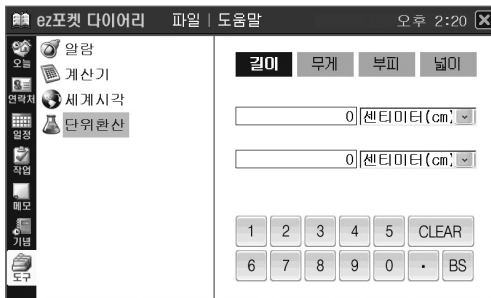 ez포켓 다이어리 파일 | 도움말 오후 2:20
오늘
연락처
일정
작업
메모
기념
도구
알람
계산기
세계시각
단위환산
길이 무게 부피 넓이
0 센티미터(cm)
0 센티미터(cm)
1 2 3 4 5 CLEAR
6 7 8 9 0 · BS